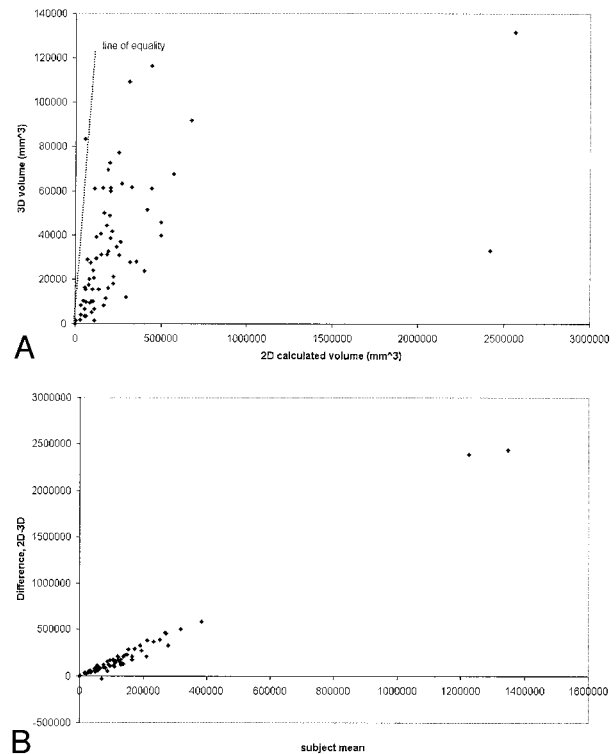 140000
line of equality
120000
100000
3D volume (mm^3)
80000
60000
40000
20000
0
0 500000 1000000 1500000 2000000 2500000 3000000
A
2D calculated volume (mm^3)
3000000
2500000
2000000
Difference, 2D-3D
1500000
1000000
500000
0
0 200000 400000 600000 800000 1000000 1200000 1400000 1600000
-500000
B
subject mean